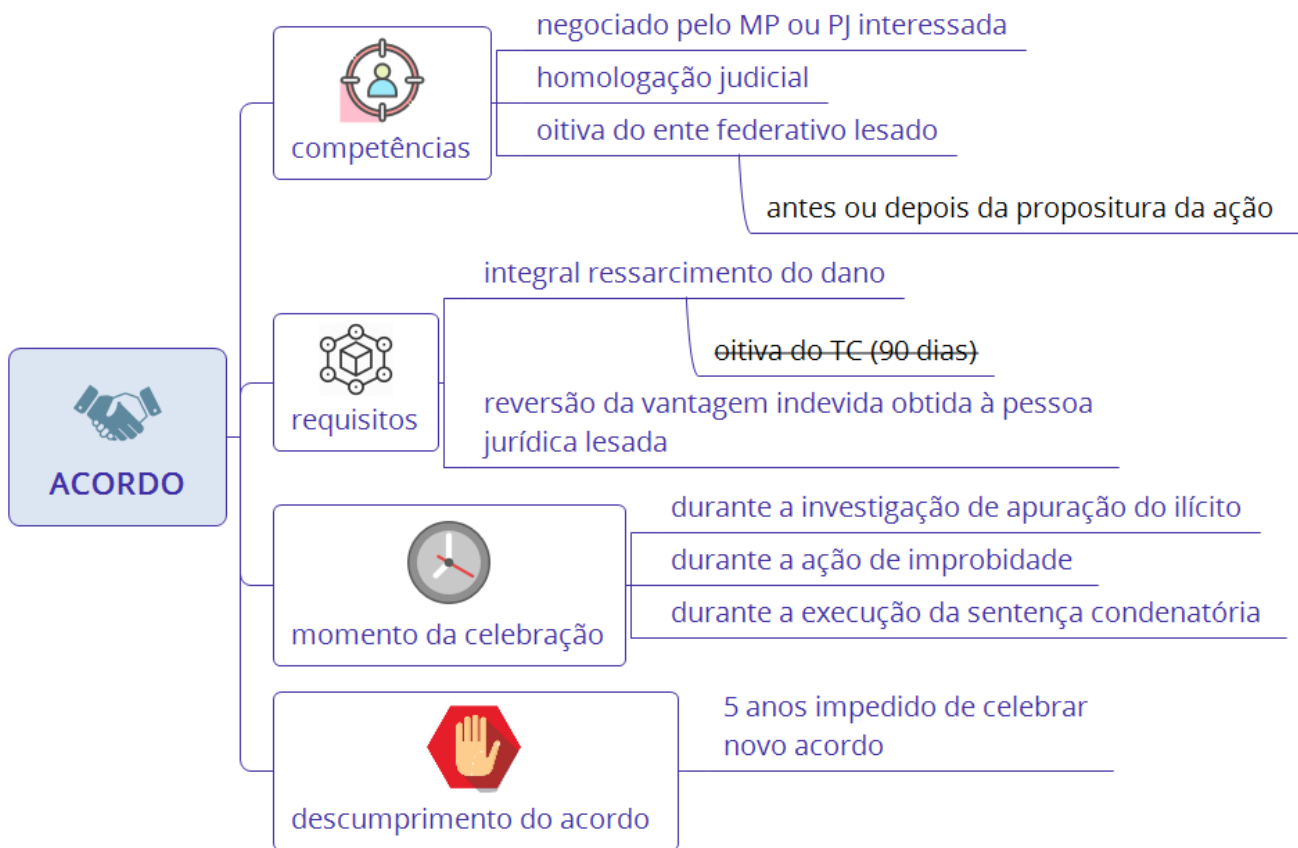 negociado pelo MP ou PJ interessada
homologação judicial
oitiva do ente federativo lesado
antes ou depois da propositura da ação
competências
integral ressarcimento do dano
oitiva do TC (90 dias)
reversão da vantagem indevida obtida à pessoa
jurídica lesada
requisitos
ACORDO
durante a investigação de apuração do ilícito
durante a ação de improbidade
durante a execução da sentença condenatória
momento da celebração
5 anos impedido de celebrar
novo acordo
descumprimento do acordo